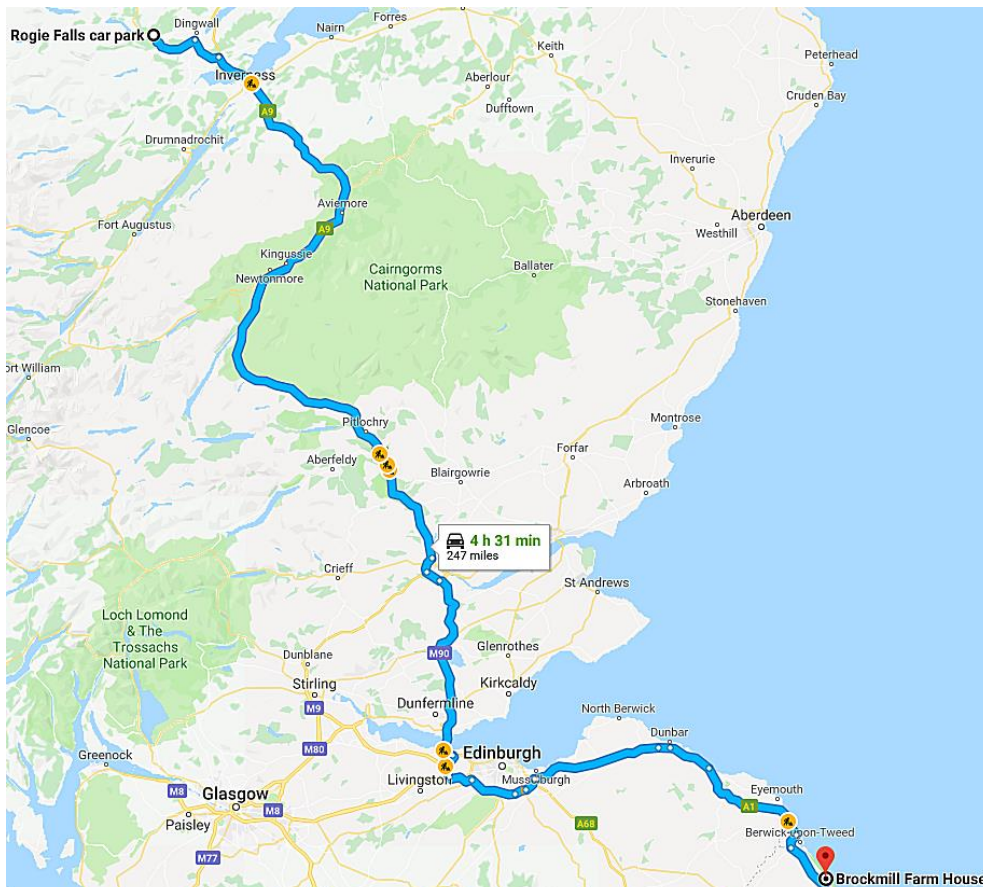 Rogie Falls car park
Dingwall
Forres
Nairn
Keith
Inverness
Peterhead
Aberlour
Cruden Bay
Dufftown
A9
Drumnadrochit
Inverurie
Aviemore
Aberdeen
Fort Augustus
A9
Westhill
Kingussie
Cairngorms
National Park
Ballater
Newtonmore
Stonehaven
ort William
Montrose
Pitlochry
Glencoe
Forfar
Aberfeldy
Blairgowrie
Arbroath
4 h 31 min
247 miles
Crieff
St Andrews
Loch Lomond
& The
Trossachs
National Park
Glenrothes
Dunblane
M90
Stirling
Kirkcaldy
Dunfermline
M9
North Berwick
Dunbar
M80
Edinburgh
Greenock
Livingston
Musselburgh
Eyemouth
M8
Glasgow
A1
M8
Paisley
A68
Berwick-upon-Tweed
M77
Brockmill Farm House